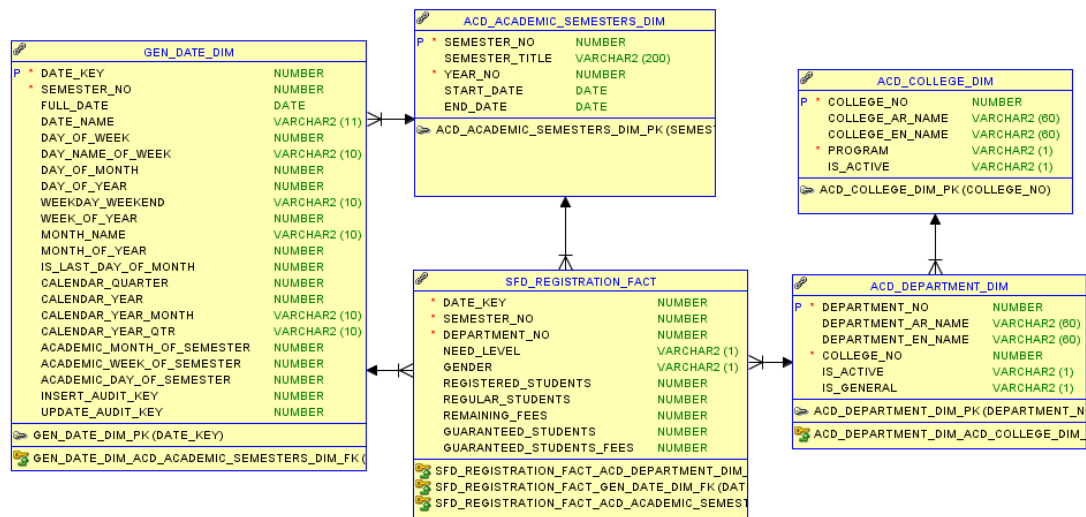 GEN_DATE_DIM
P * DATE_KEY NUMBER
* SEMESTER_NO NUMBER
FULL_DATE DATE
DATE_NAME VARCHAR2 (11)
DAY_OF_WEEK NUMBER
DAY_NAME_OF_WEEK VARCHAR2 (10)
DAY_OF_MONTH NUMBER
DAY_OF_YEAR NUMBER
WEEKDAY_WEEKEND VARCHAR2 (10)
WEEK_OF_YEAR NUMBER
MONTH_NAME VARCHAR2 (10)
MONTH_OF_YEAR NUMBER
IS_LAST_DAY_OF_MONTH NUMBER
CALENDAR_QUARTER NUMBER
CALENDAR_YEAR NUMBER
CALENDAR_YEAR_MONTH VARCHAR2 (10)
CALENDAR_YEAR_QTR VARCHAR2 (10)
ACADEMIC_MONTH_OF_SEMESTER NUMBER
ACADEMIC_WEEK_OF_SEMESTER NUMBER
ACADEMIC_DAY_OF_SEMESTER NUMBER
INSERT_AUDIT_KEY NUMBER
UPDATE_AUDIT_KEY NUMBER
GEN_DATE_DIM_PK (DATE_KEY)
GEN_DATE_DIM_ACD_ACADEMIC_SEMESTERS_DIM_FK (
ACD_ACADEMIC_SEMESTERS_DIM
P * SEMESTER_NO NUMBER
SEMESTER_TITLE VARCHAR2 (200)
* YEAR_NO NUMBER
START_DATE DATE
END_DATE DATE
ACD_ACADEMIC_SEMESTERS_DIM_PK (SEMEST
SFD_REGISTRATION_FACT
* DATE_KEY NUMBER
* SEMESTER_NO NUMBER
* DEPARTMENT_NO NUMBER
NEED_LEVEL VARCHAR2 (1)
GENDER VARCHAR2 (1)
REGISTERED_STUDENTS NUMBER
REGULAR_STUDENTS NUMBER
REMAINING_FEES NUMBER
GUARANTEED_STUDENTS NUMBER
GUARANTEED_STUDENTS_FEES NUMBER
SFD_REGISTRATION_FACT_ACD_DEPARTMENT_DIM_
SFD_REGISTRATION_FACT_GEN_DATE_DIM_FK (DAT
SFD_REGISTRATION_FACT_ACD_ACADEMIC_SEMEST
ACD_COLLEGE_DIM
P * COLLEGE_NO NUMBER
COLLEGE_AR_NAME VARCHAR2 (60)
COLLEGE_EN_NAME VARCHAR2 (60)
* PROGRAM VARCHAR2 (1)
IS_ACTIVE VARCHAR2 (1)
ACD_COLLEGE_DIM_PK (COLLEGE_NO)
ACD_DEPARTMENT_DIM
P * DEPARTMENT_NO NUMBER
DEPARTMENT_AR_NAME VARCHAR2 (60)
DEPARTMENT_EN_NAME VARCHAR2 (60)
* COLLEGE_NO NUMBER
IS_ACTIVE VARCHAR2 (1)
IS_GENERAL VARCHAR2 (1)
ACD_DEPARTMENT_DIM_PK (DEPARTMENT_N
ACD_DEPARTMENT_DIM_ACD_COLLEGE_DIM_